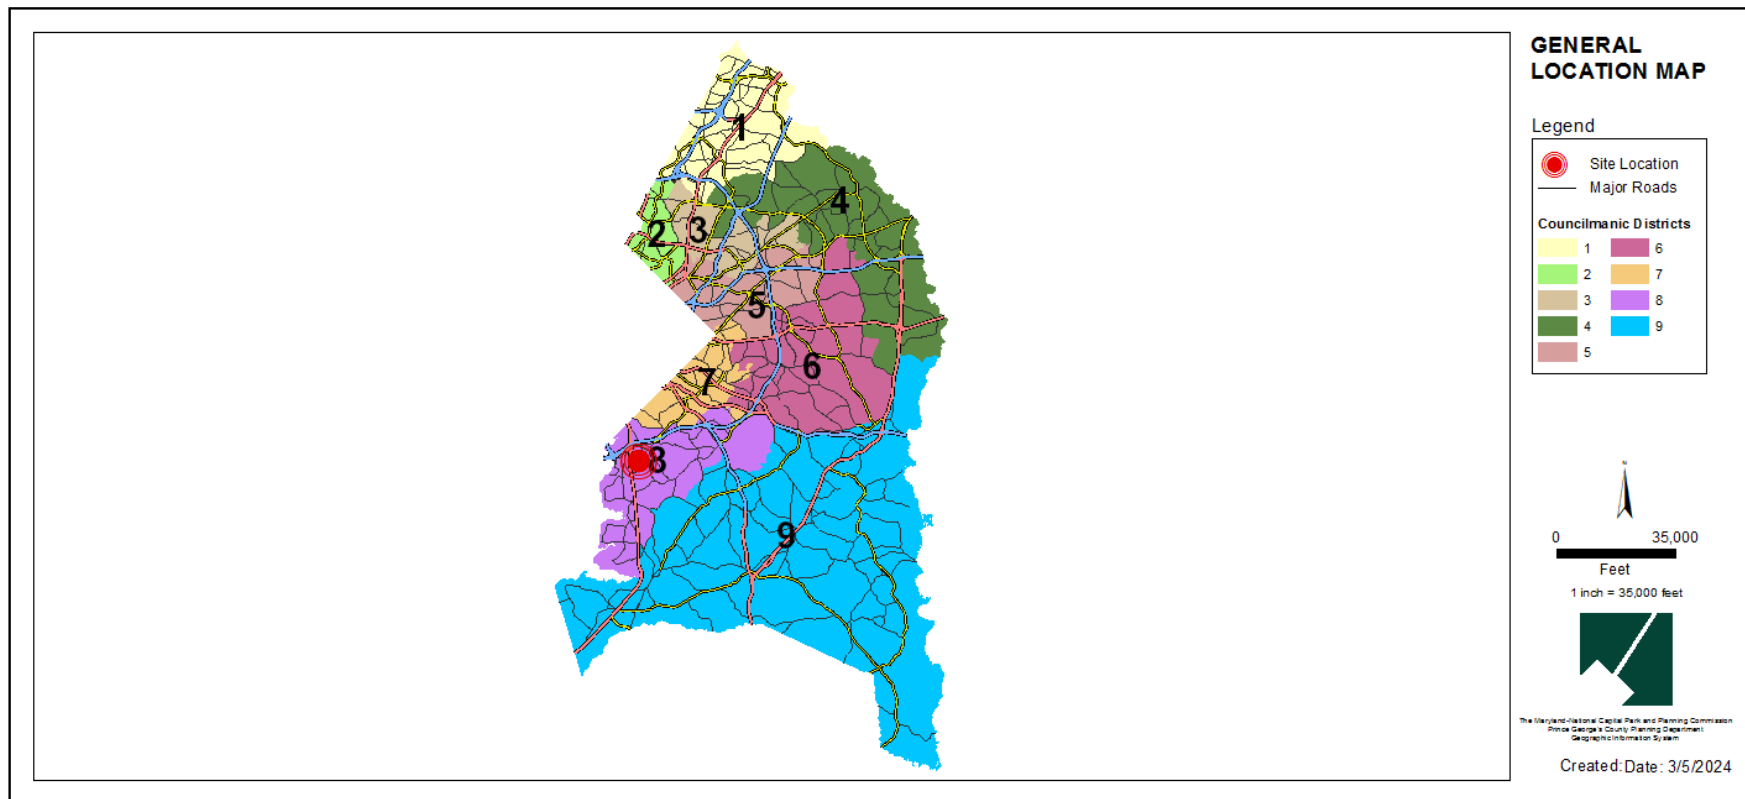 GENERAL
LOCATION MAP
Legend
Site Location
Major Roads
Councilmanic Districts
1
2
3
4
5
6
7
8
9
1
2
3
4
5
6
7
8
9
N
0
35,000
Feet
1 inch = 35,000 feet
The Maryland-National Capital Park and Planning Commission
Prince George's County Planning Department
Geographic Information System
Created: Date: 3/5/2024